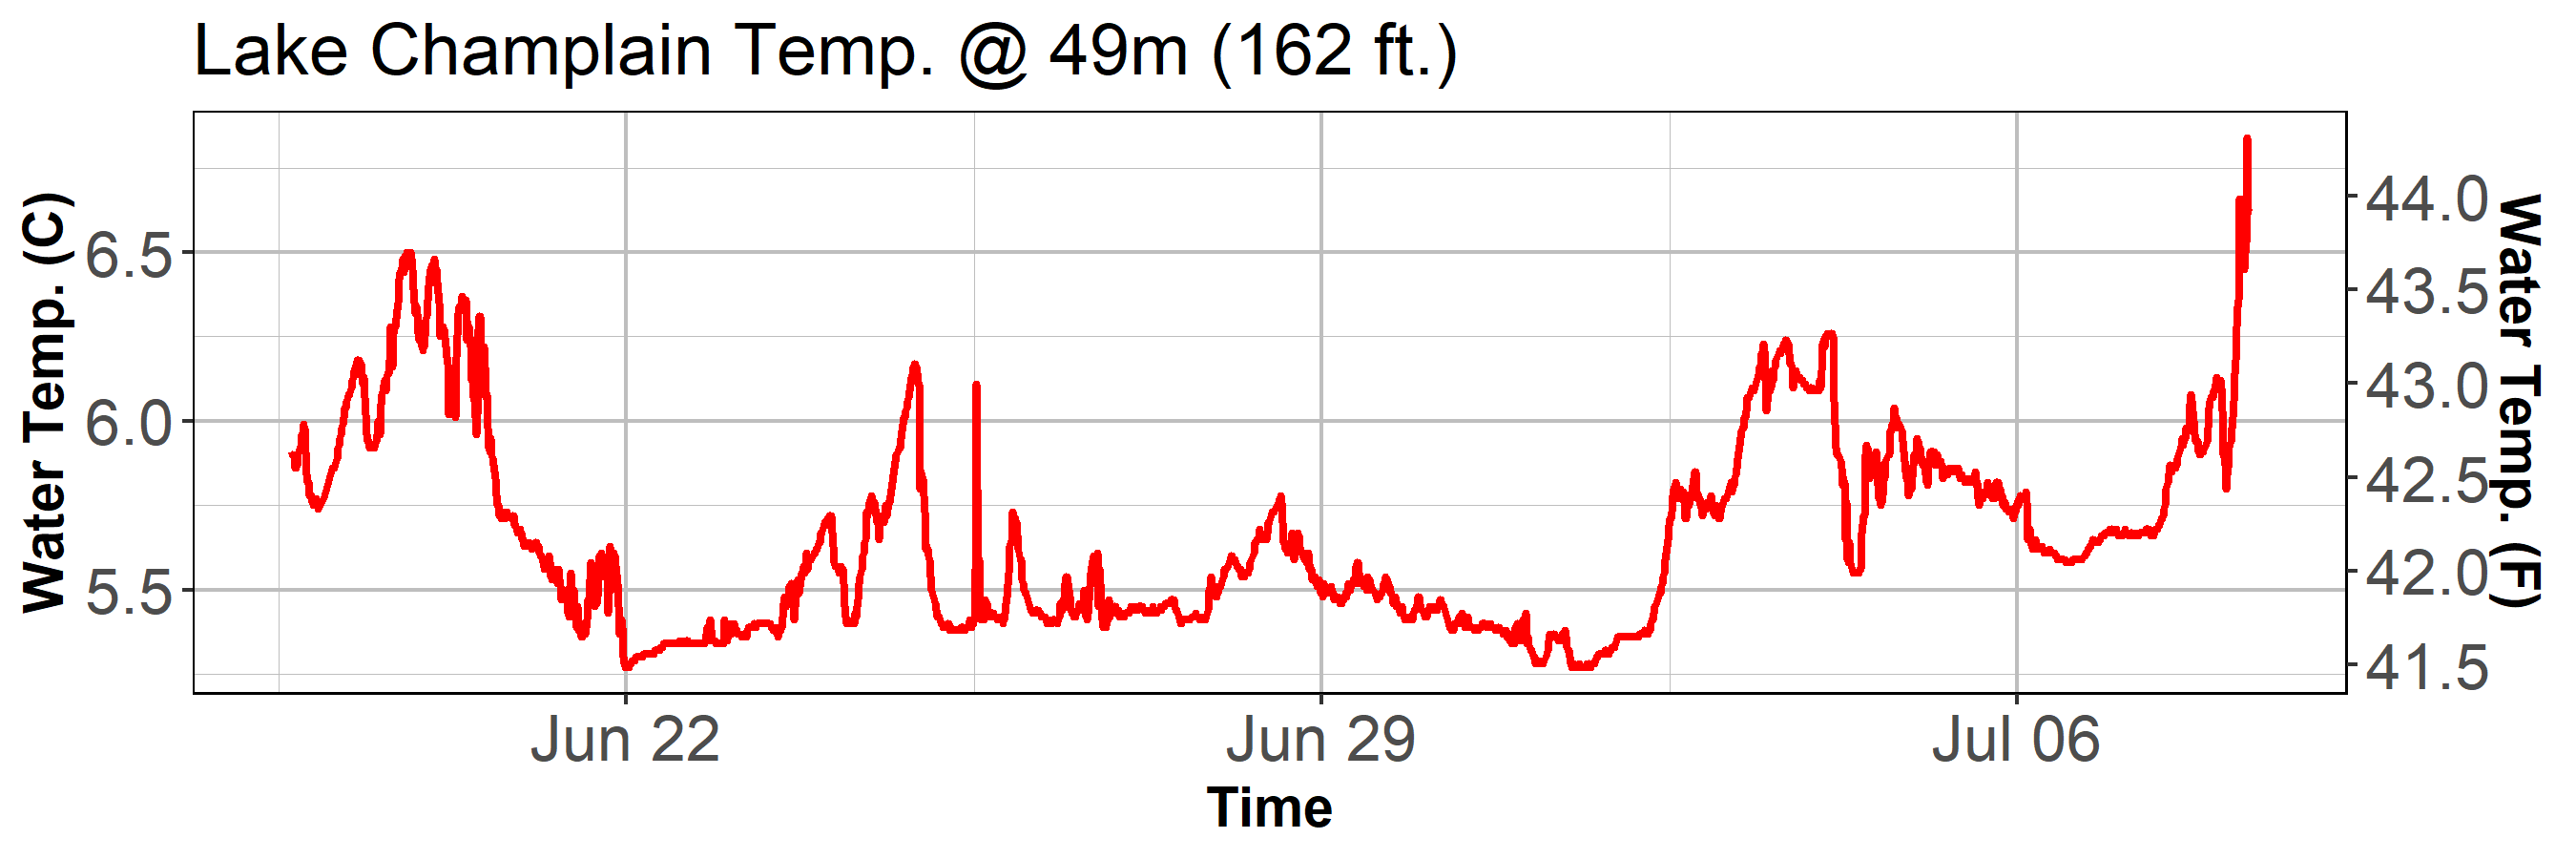 Lake Champlain Temp. @ 49m (162 ft.)
Water Temp. (C)
6.5
6.0
5.5
44.0
43.5
43.0
42.5
42.0
41.5
Water Temp. (F)
Jun 22
Jun 29
Jul 06
Time